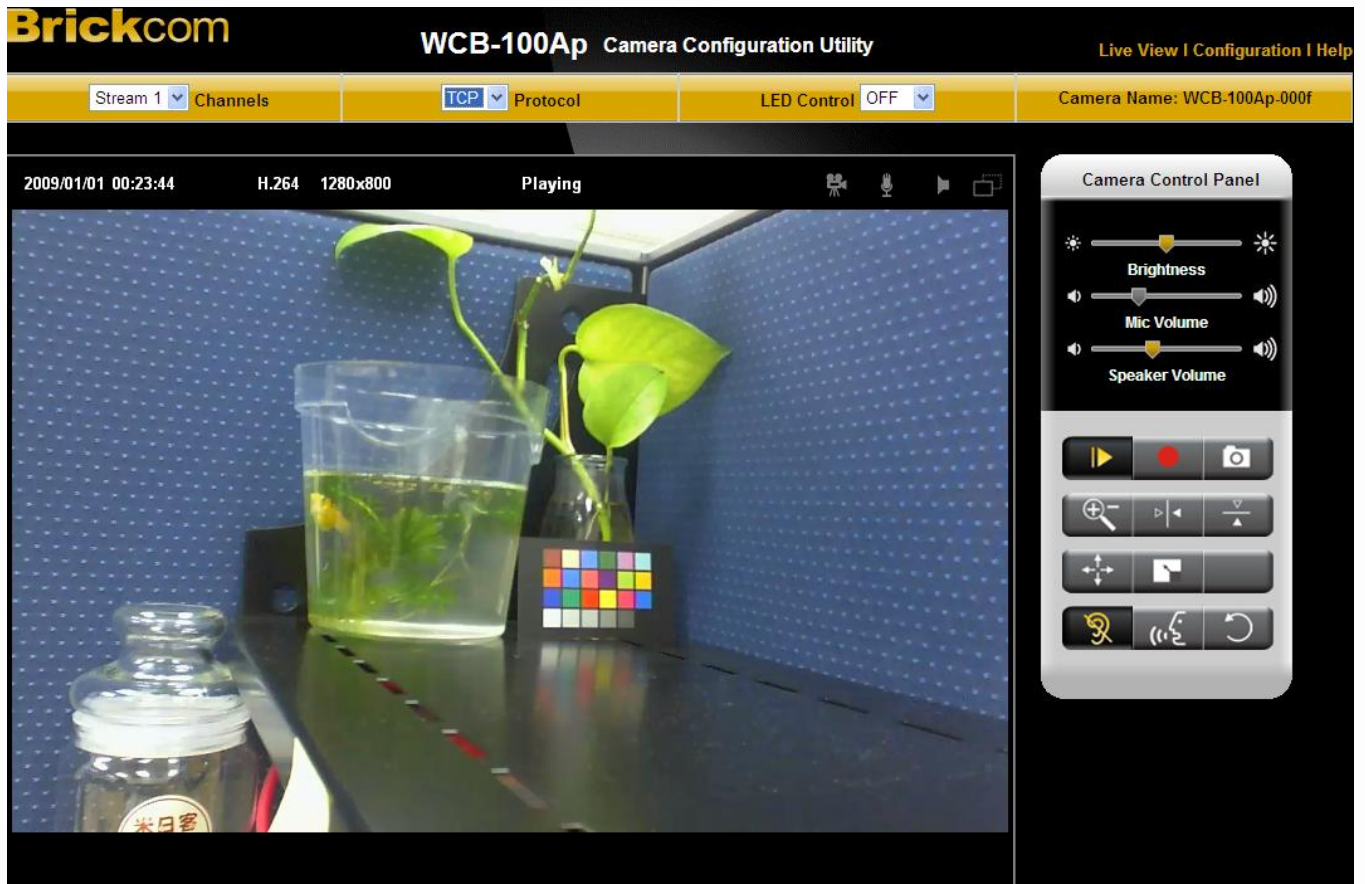 Brickcom
WCB-100Ap Camera Configuration Utility
Live View I Configuration I Help
Stream 1 Channels
TCP Protocol
LED Control OFF
Camera Name: WCB-100Ap-000f
2009/01/01 00:23:44 H.264 1280x800 Playing
Camera Control Panel
Brightness
Mic Volume
Speaker Volume